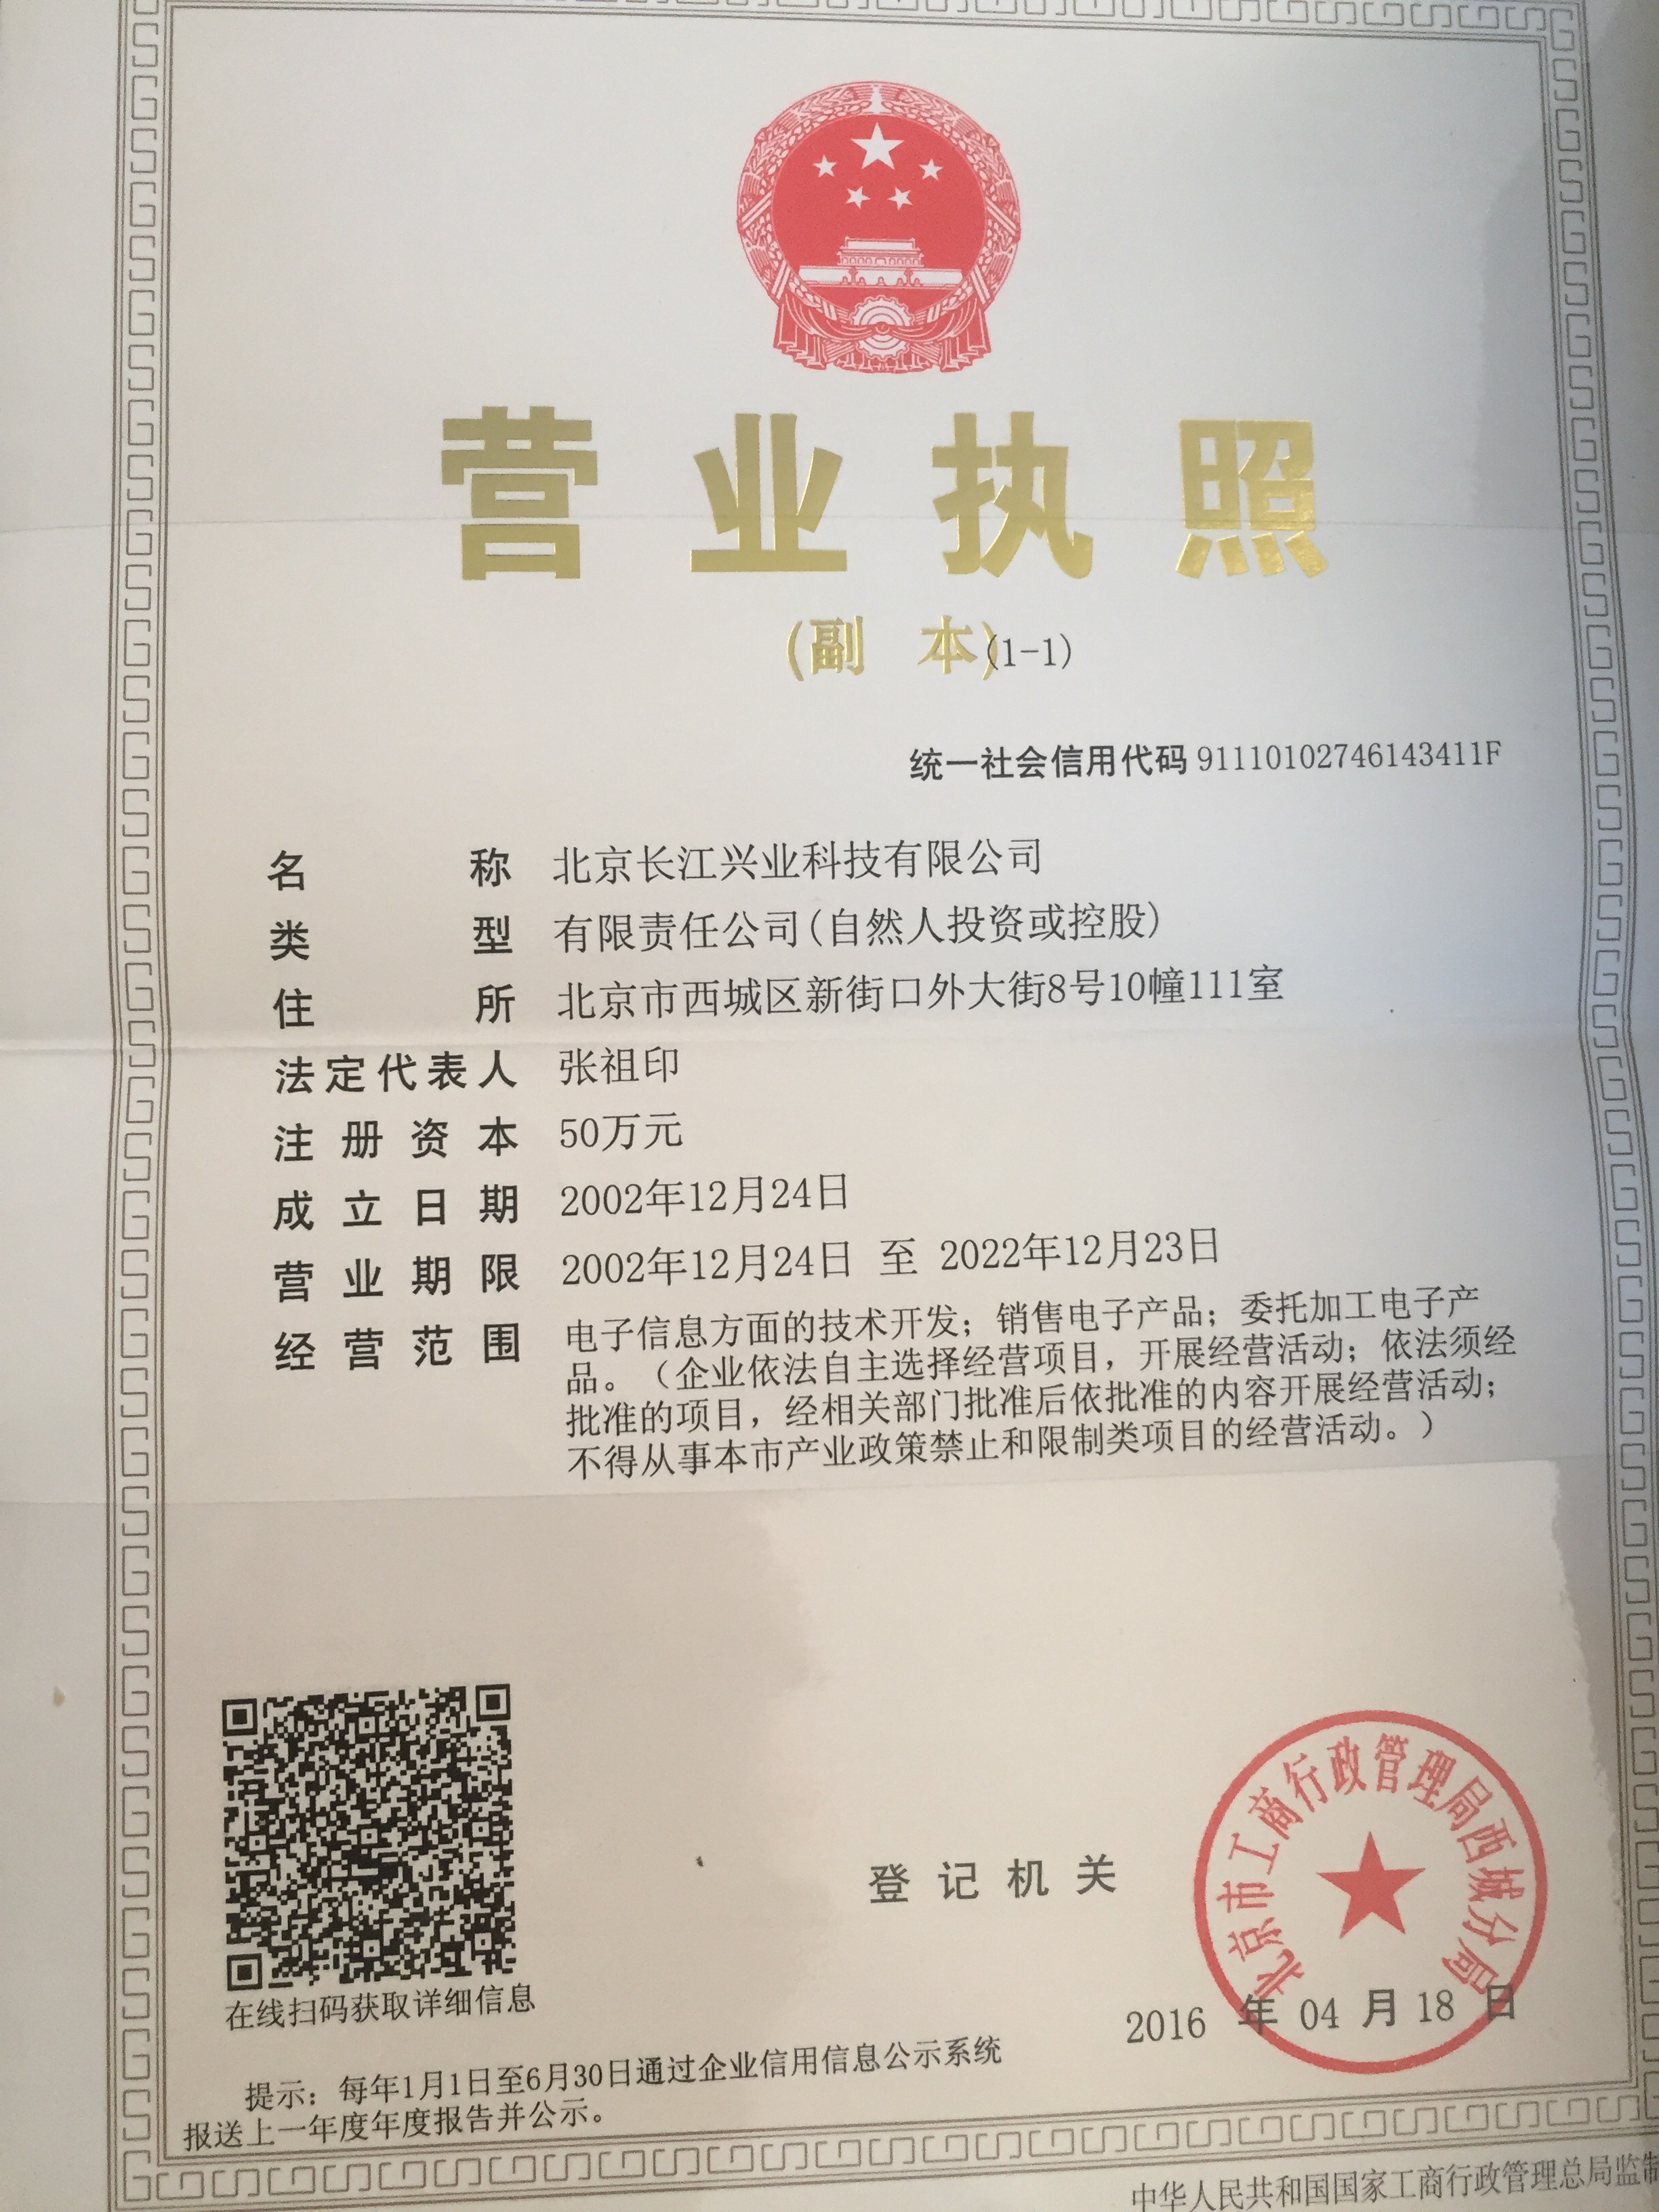 营业执照
(副 本)(1-1)
统一社会信用代码 91110102746143411F
名 称 北京长江兴业科技有限公司
类 型 有限责任公司(自然人投资或控股)
住 所 北京市西城区新街口外大街8号10幢111室
法定代表人 张祖印
注册资本 50万元
成立日期 2002年12月24日
营业期限 2002年12月24日 至 2022年12月23日
经营范围 电子信息方面的技术开发；销售电子产品；委托加工电子产
品。（企业依法自主选择经营项目，开展经营活动；依法须经
批准的项目，经相关部门批准后依批准的内容开展经营活动；
不得从事本市产业政策禁止和限制类项目的经营活动。）
在线扫码获取详细信息
登记机关
北京市工商行政管理局西城分局
2016 年 04 月 18 日
提示：每年1月1日至6月30日通过企业信用信息公示系统
报送上一年度年度报告并公示。
中华人民共和国国家工商行政管理总局监制